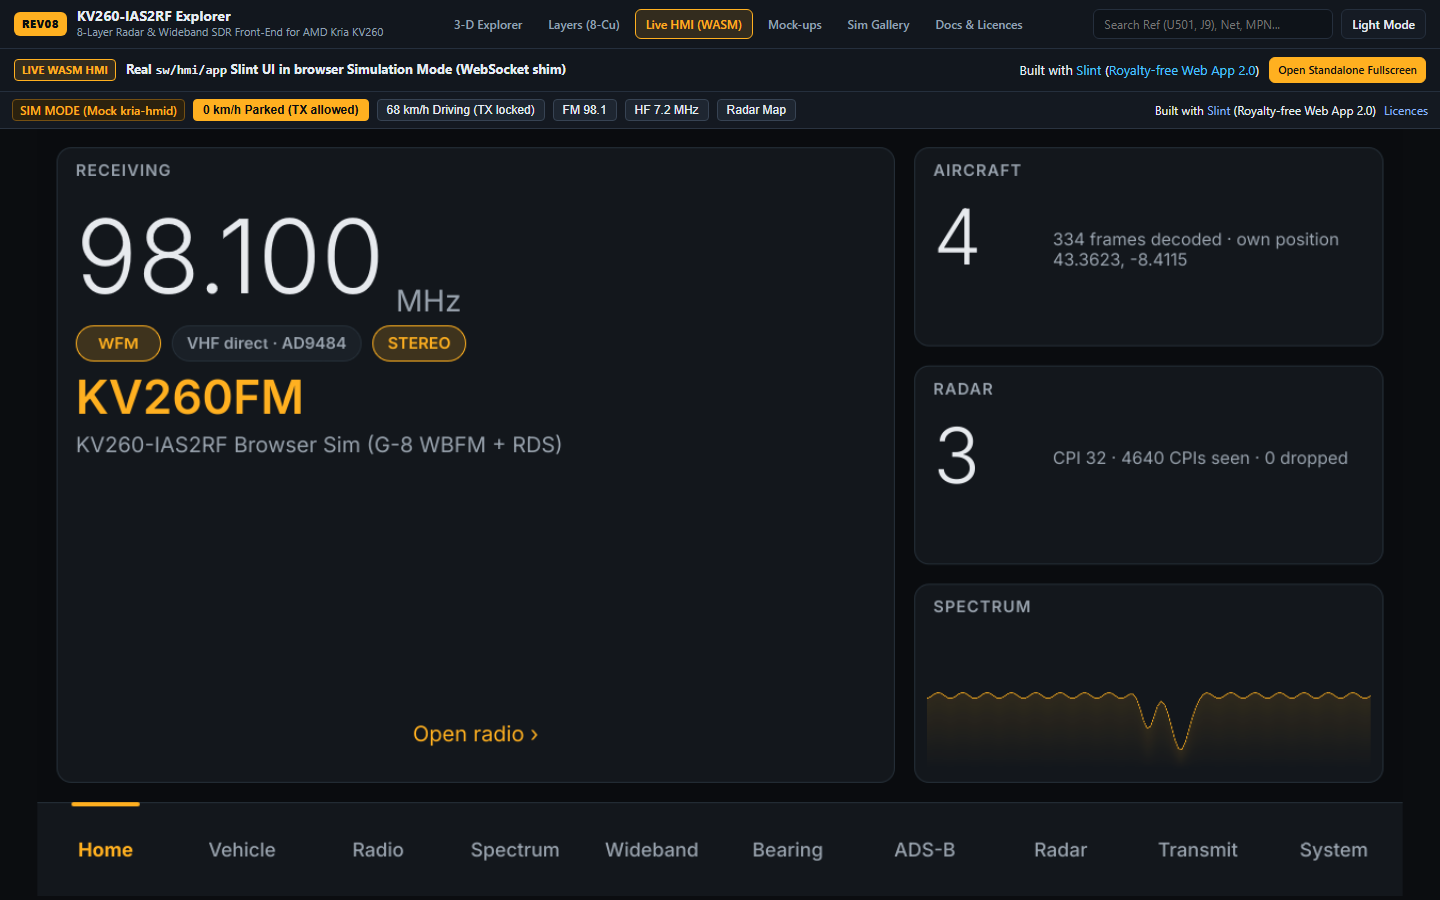 REV08
KV260-IAS2RF Explorer
8-Layer Radar & Wideband SDR Front-End for AMD Kria KV260
3-D Explorer
Layers (8-Cu)
Live HMI (WASM)
Mock-ups
Sim Gallery
Docs & Licences
Search Ref (U501, J9), Net, MPN...
Light Mode
LIVE WASM HMI
Real sw/hmi/app Slint UI in browser Simulation Mode (WebSocket shim)
Built with Slint (Royalty-free Web App 2.0)
Open Standalone Fullscreen
SIM MODE (Mock kria-hmid)
0 km/h Parked (TX allowed)
68 km/h Driving (TX locked)
FM 98.1
HF 7.2 MHz
Radar Map
Built with Slint (Royalty-free Web App 2.0)
Licences
RECEIVING
98.100 MHz
WFM
VHF direct · AD9484
STEREO
KV260FM
KV260-IAS2RF Browser Sim (G-8 WBFM + RDS)
Open radio ›
AIRCRAFT
4
334 frames decoded · own position
43.3623, -8.4115
RADAR
3
CPI 32 · 4640 CPIs seen · 0 dropped
SPECTRUM
Home
Vehicle
Radio
Spectrum
Wideband
Bearing
ADS-B
Radar
Transmit
System